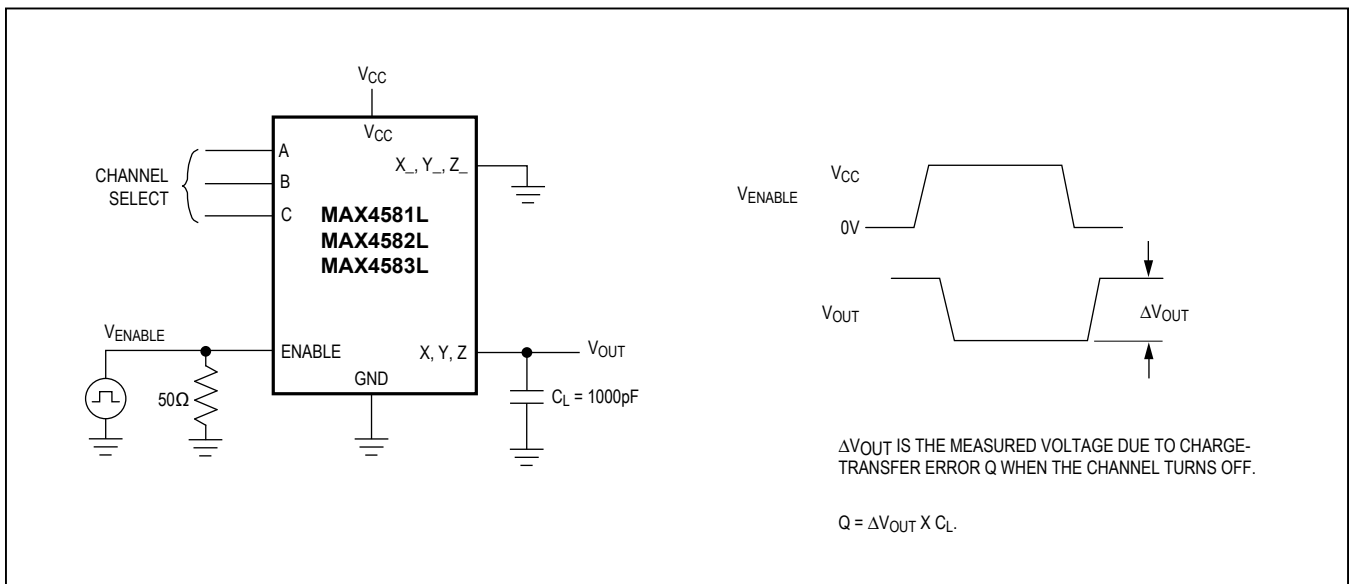 VCC
VCC
A
B
C
CHANNEL
SELECT
X_, Y_, Z_
MAX4581L
MAX4582L
MAX4583L
VENABLE
ENABLE
X, Y, Z
VOUT
GND
50Ω
CL = 1000pF
VENABLE
VCC
0V
VOUT
ΔVOUT
ΔVOUT IS THE MEASURED VOLTAGE DUE TO CHARGE-
TRANSFER ERROR Q WHEN THE CHANNEL TURNS OFF.
Q = ΔVOUT X CL.